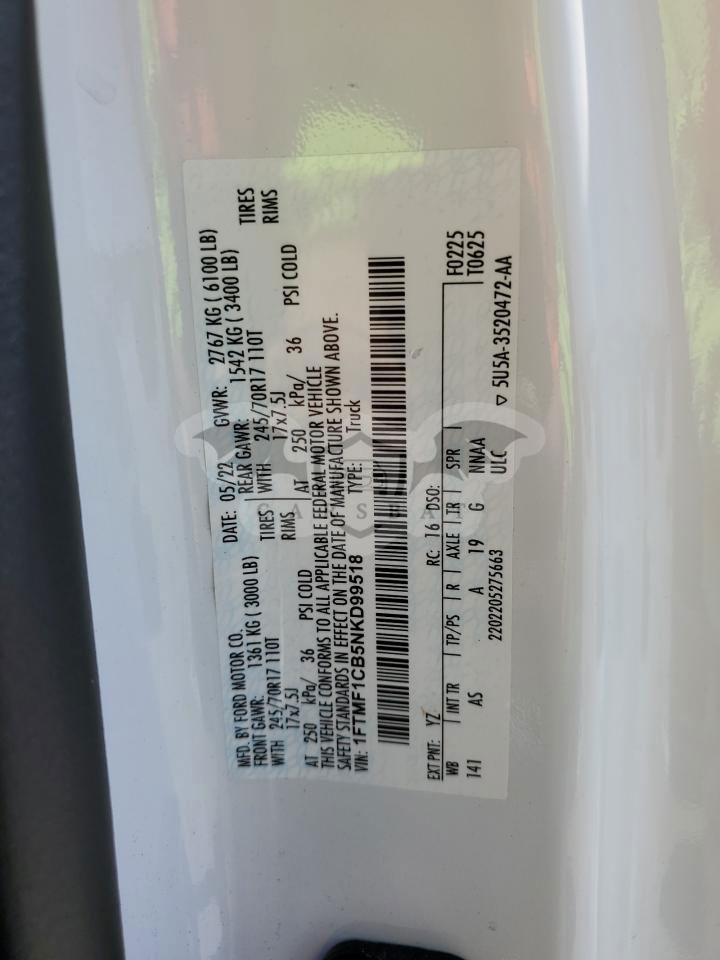 MFD. BY FORD MOTOR CO. DATE: 05/22 GVWR: 2767 KG ( 6100 LB)
FRONT GAWR: 1361 KG ( 3000 LB) REAR GAWR: 1542 KG ( 3400 LB)
WITH 245/70R17 110T TIRES WITH 245/70R17 110T TIRES
17x7.5J RIMS 17x7.5J RIMS
AT 250 kPa/ 36 PSI COLD AT 250 kPa/ 36 PSI COLD
THIS VEHICLE CONFORMS TO ALL APPLICABLE FEDERAL MOTOR VEHICLE
SAFETY STANDARDS IN EFFECT ON THE DATE OF MANUFACTURE SHOWN ABOVE.
VIN: 1FTMF1CB5NKD99518 TYPE: Truck
EXT PNT: YZ RC: 16 DSO: F0225
WB INT TR TP/PS R AXLE TR SPR T0625
141 AS A 19 G NNAA
ULC
2202205275663 ▽ 5U5A-3520472-AA